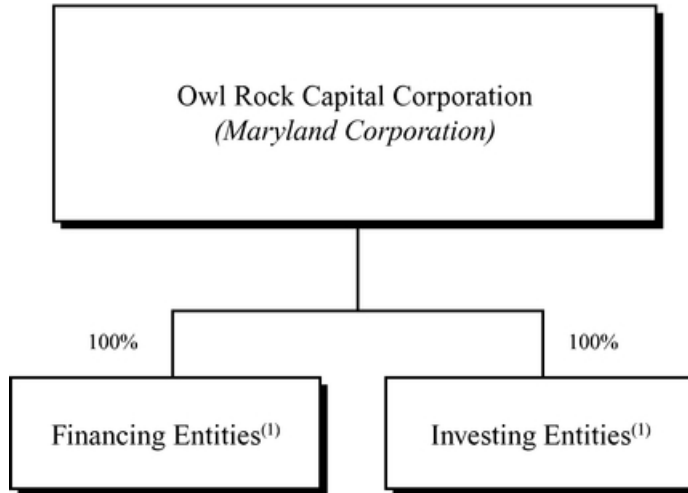 Owl Rock Capital Corporation
(Maryland Corporation)
100%
100%
Financing Entities(1)
Investing Entities(1)